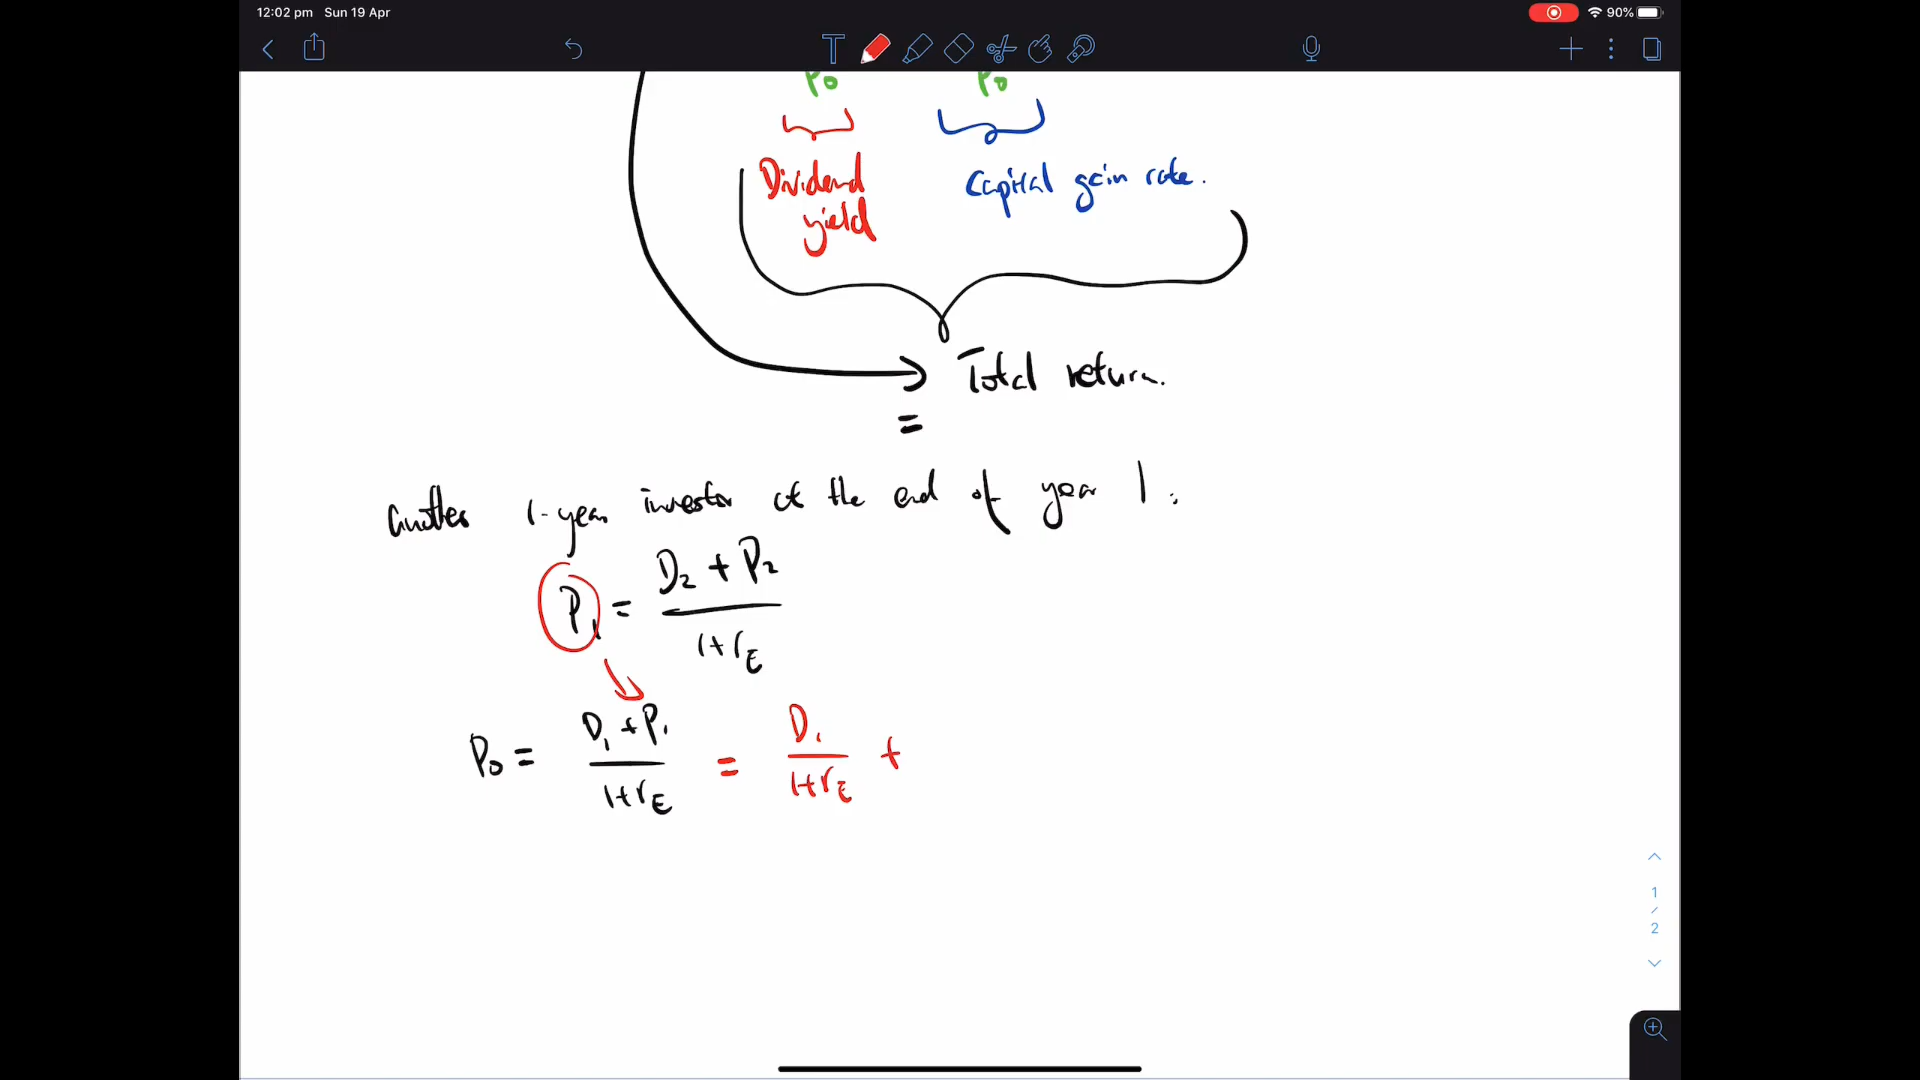 12:02 pm Sun 19 Apr
90%
T
P0 P0
Dividend Capital gain rate.
yield
Total return.
=
another 1-year investor at the end of year 1:
P1 = D2 + P2
1+rE
P0 = D1 + P1 = D1 +
1+rE 1+rE
1
/
2